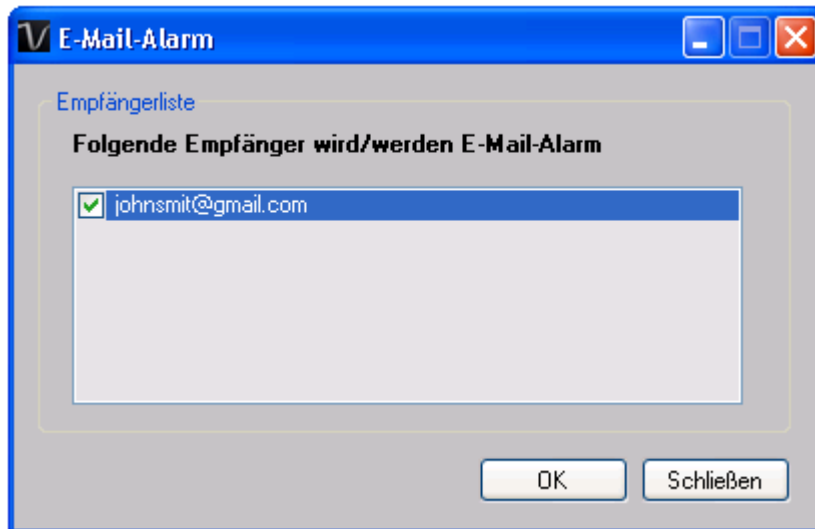 E-Mail-Alarm
Empfängerliste
Folgende Empfänger wird/werden E-Mail-Alarm
johnsmit@gmail.com
OK
Schließen